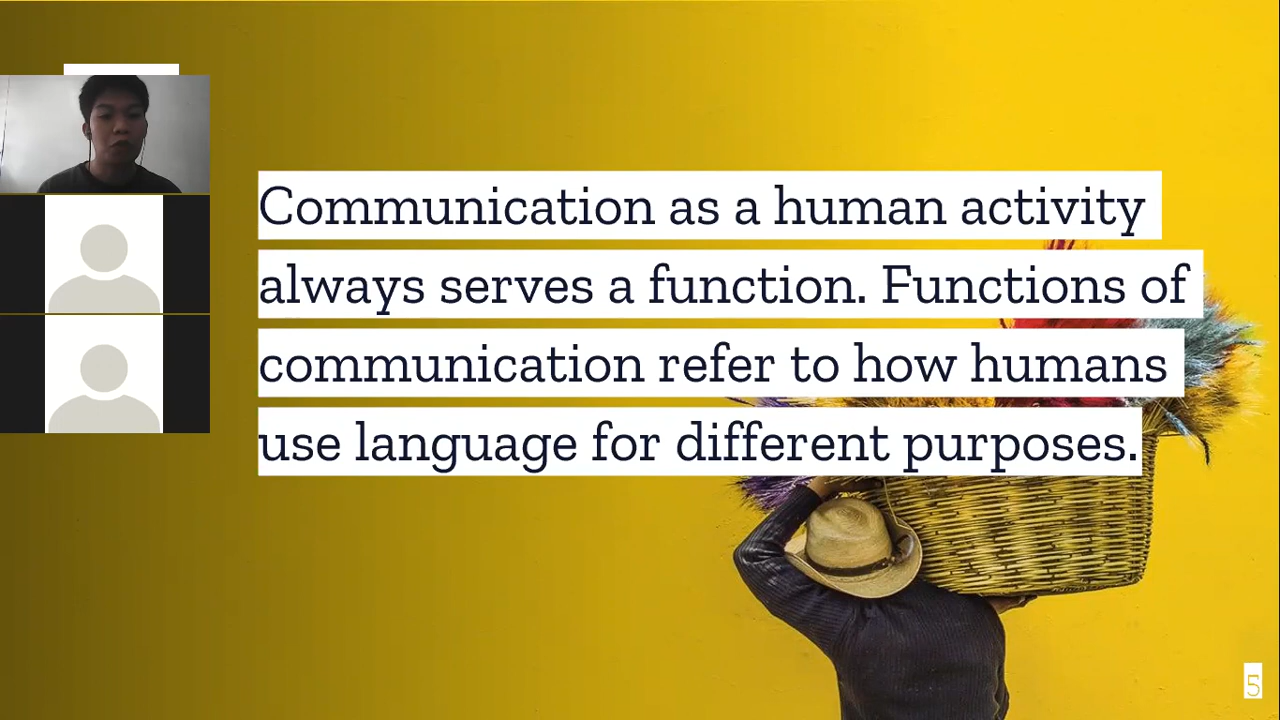 Communication as a human activity
always serves a function. Functions of
communication refer to how humans
use language for different purposes.
5